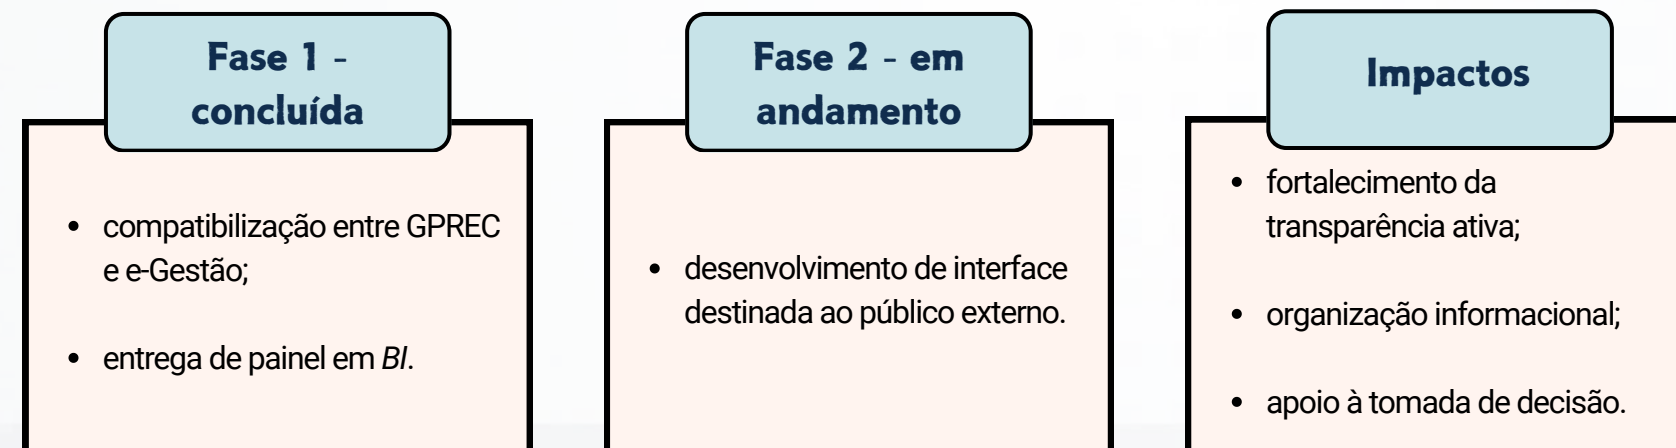 Fase 1 -
concluída
• compatibilização entre GPREC
e e-Gestão;
• entrega de painel em BI.
Fase 2 - em
andamento
• desenvolvimento de interface
destinada ao público externo.
Impactos
• fortalecimento da
transparência ativa;
• organização informacional;
• apoio à tomada de decisão.